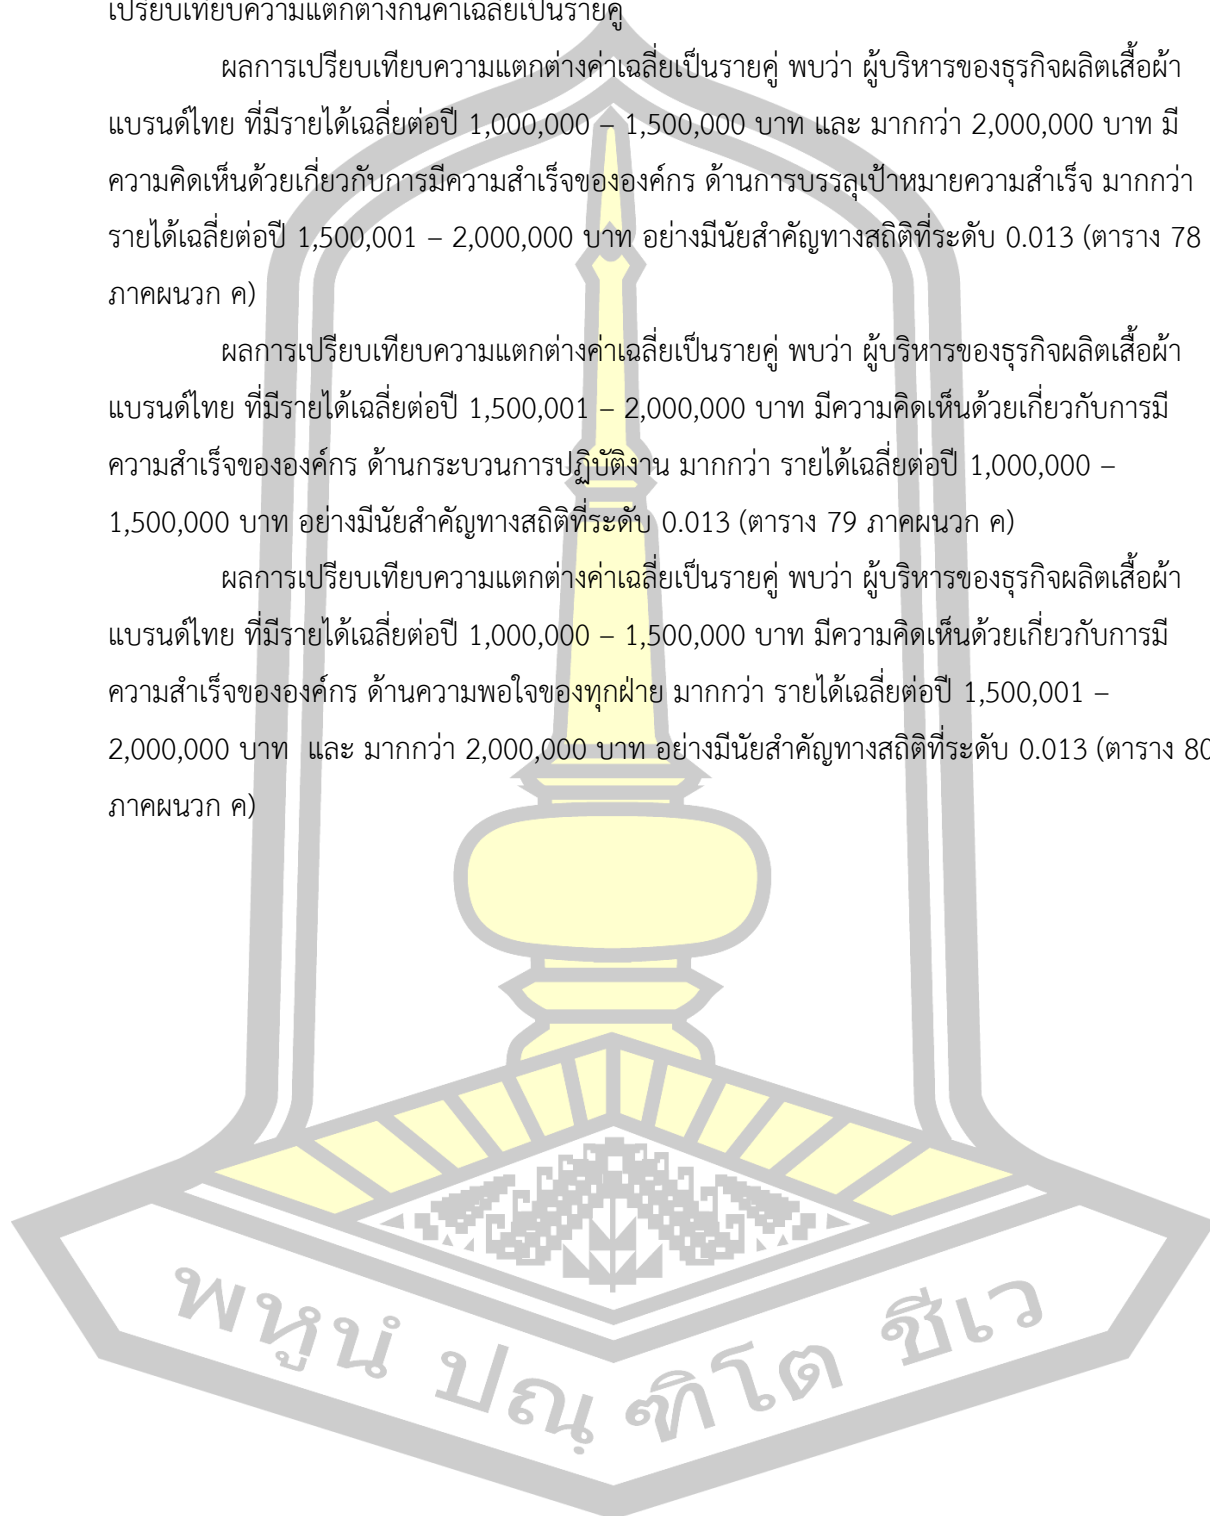 เปรียบเทียบความแตกต่างกันค่าเฉลี่ยเป็นรายคู่
ผลการเปรียบเทียบความแตกต่างค่าเฉลี่ยเป็นรายคู่ พบว่า ผู้บริหารของธุรกิจผลิตเสื้อผ้า
แบรนด์ไทย ที่มีรายได้เฉลี่ยต่อปี 1,000,000 – 1,500,000 บาท และ มากกว่า 2,000,000 บาท มี
ความคิดเห็นด้วยเกี่ยวกับการมีความสำเร็จขององค์กร ด้านการบรรลุเป้าหมายความสำเร็จ มากกว่า
รายได้เฉลี่ยต่อปี 1,500,001 – 2,000,000 บาท อย่างมีนัยสำคัญทางสถิติที่ระดับ 0.013 (ตาราง 78
ภาคผนวก ค)
ผลการเปรียบเทียบความแตกต่างค่าเฉลี่ยเป็นรายคู่ พบว่า ผู้บริหารของธุรกิจผลิตเสื้อผ้า
แบรนด์ไทย ที่มีรายได้เฉลี่ยต่อปี 1,500,001 – 2,000,000 บาท มีความคิดเห็นด้วยเกี่ยวกับการมี
ความสำเร็จขององค์กร ด้านกระบวนการปฏิบัติงาน มากกว่า รายได้เฉลี่ยต่อปี 1,000,000 –
1,500,000 บาท อย่างมีนัยสำคัญทางสถิติที่ระดับ 0.013 (ตาราง 79 ภาคผนวก ค)
ผลการเปรียบเทียบความแตกต่างค่าเฉลี่ยเป็นรายคู่ พบว่า ผู้บริหารของธุรกิจผลิตเสื้อผ้า
แบรนด์ไทย ที่มีรายได้เฉลี่ยต่อปี 1,000,000 – 1,500,000 บาท มีความคิดเห็นด้วยเกี่ยวกับการมี
ความสำเร็จขององค์กร ด้านความพอใจของทุกฝ่าย มากกว่า รายได้เฉลี่ยต่อปี 1,500,001 –
2,000,000 บาท และ มากกว่า 2,000,000 บาท อย่างมีนัยสำคัญทางสถิติที่ระดับ 0.013 (ตาราง 80
ภาคผนวก ค)
พหูนํ ปณฺฑิโต ชีเว